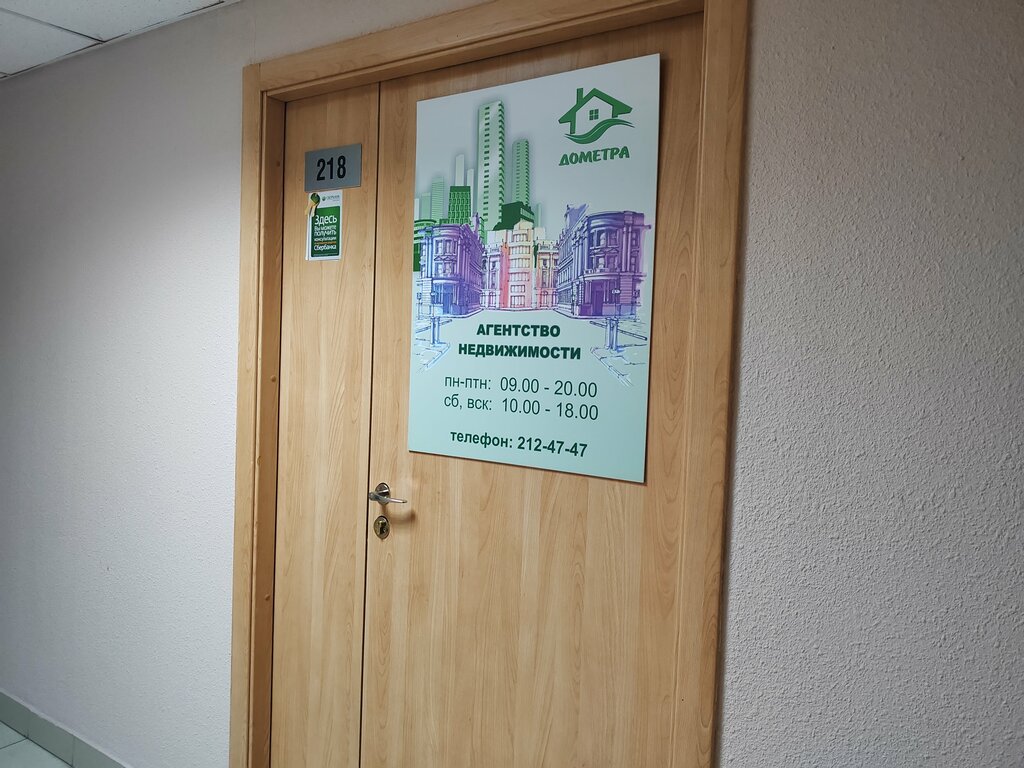 218
Здесь
Вы можете
получить
консультации
Сбербанка
ДОМЕТРА
АГЕНТСТВО
НЕДВИЖИМОСТИ
пн-птн: 09.00 - 20.00
сб, вск: 10.00 - 18.00
телефон: 212-47-47